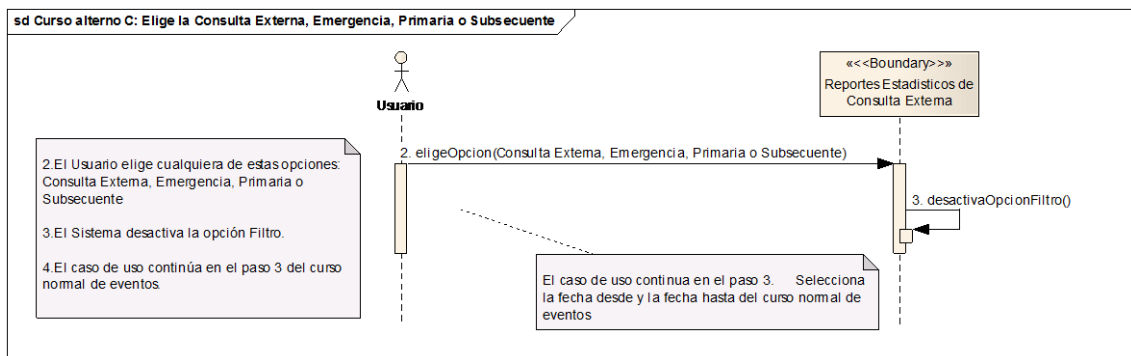 sd Curso alterno C: Elige la Consulta Externa, Emergencia, Primaria o Subsecuente
«<<Boundary>>»
Reportes Estadisticos de
Consulta Externa
Usuario
2. eligeOpcion(Consulta Externa, Emergencia, Primaria o Subsecuente)
2.El Usuario elige cualquiera de estas opciones:
Consulta Externa, Emergencia, Primaria o
Subsecuente
3.El Sistema desactiva la opción Filtro.
4.El caso de uso continúa en el paso 3 del curso
normal de eventos.
3. desactivaOpcionFiltro()
El caso de uso continua en el paso 3. Selecciona
la fecha desde y la fecha hasta del curso normal de
eventos